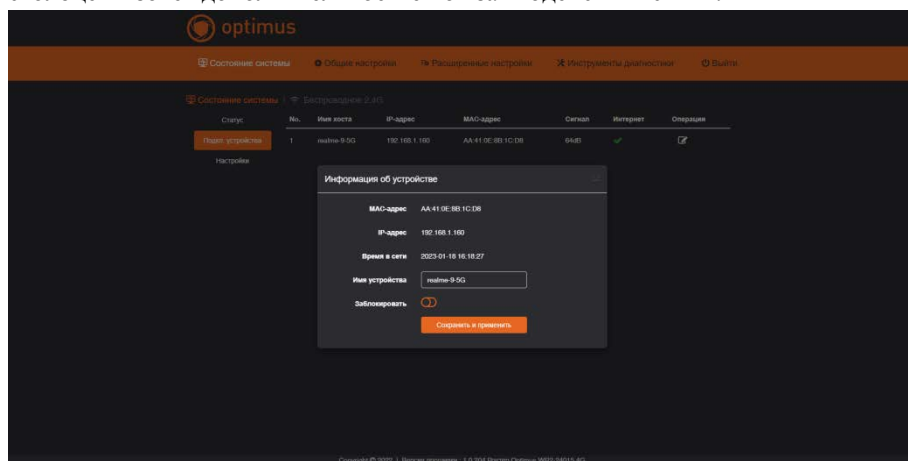 optimus
Состояние системы Общие настройки Расширенные настройки Инструменты диагностики Выйти
Состояние системы | Беспроводное 2.4G
Статус No. Имя хоста IP-адрес MAC-адрес Сигнал Интернет Операция
Подкл. устройства 1 realme-9-5G 192.168.1.160 AA:41:0E:8B:1C:D8 64dB
Настройки
Информация об устройстве
MAC-адрес AA:41:0E:8B:1C:D8
IP-адрес 192.168.1.160
Время в сети 2023-01-18 16:18:27
Имя устройства realme-9-5G
Заблокировать
Сохранить и применить
Copyright © 2022 | Версия